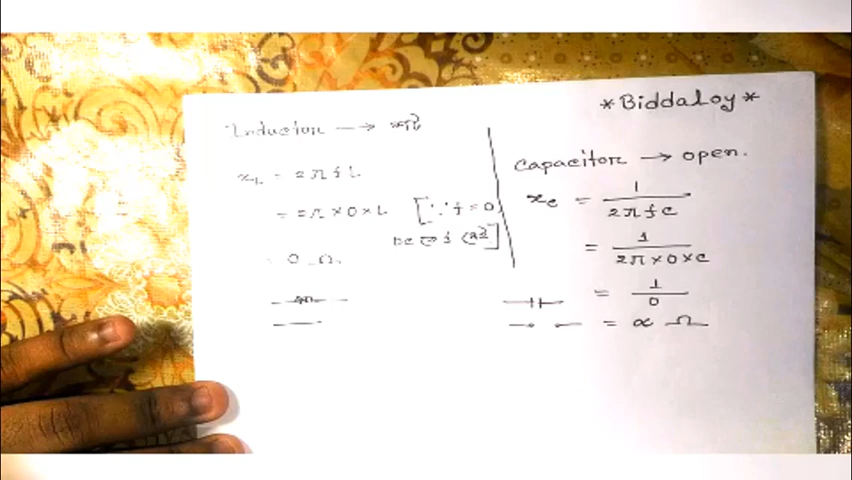 *Biddaloy*
Inductor → শর্ট
XL = 2πfL
= 2π×0×L [∵ f = 0
DC তে f নেই]
= 0 Ω
Capacitor → open.
Xc = 1/2πfc
= 1/2π×0×c
= 1/0
= ∝ Ω